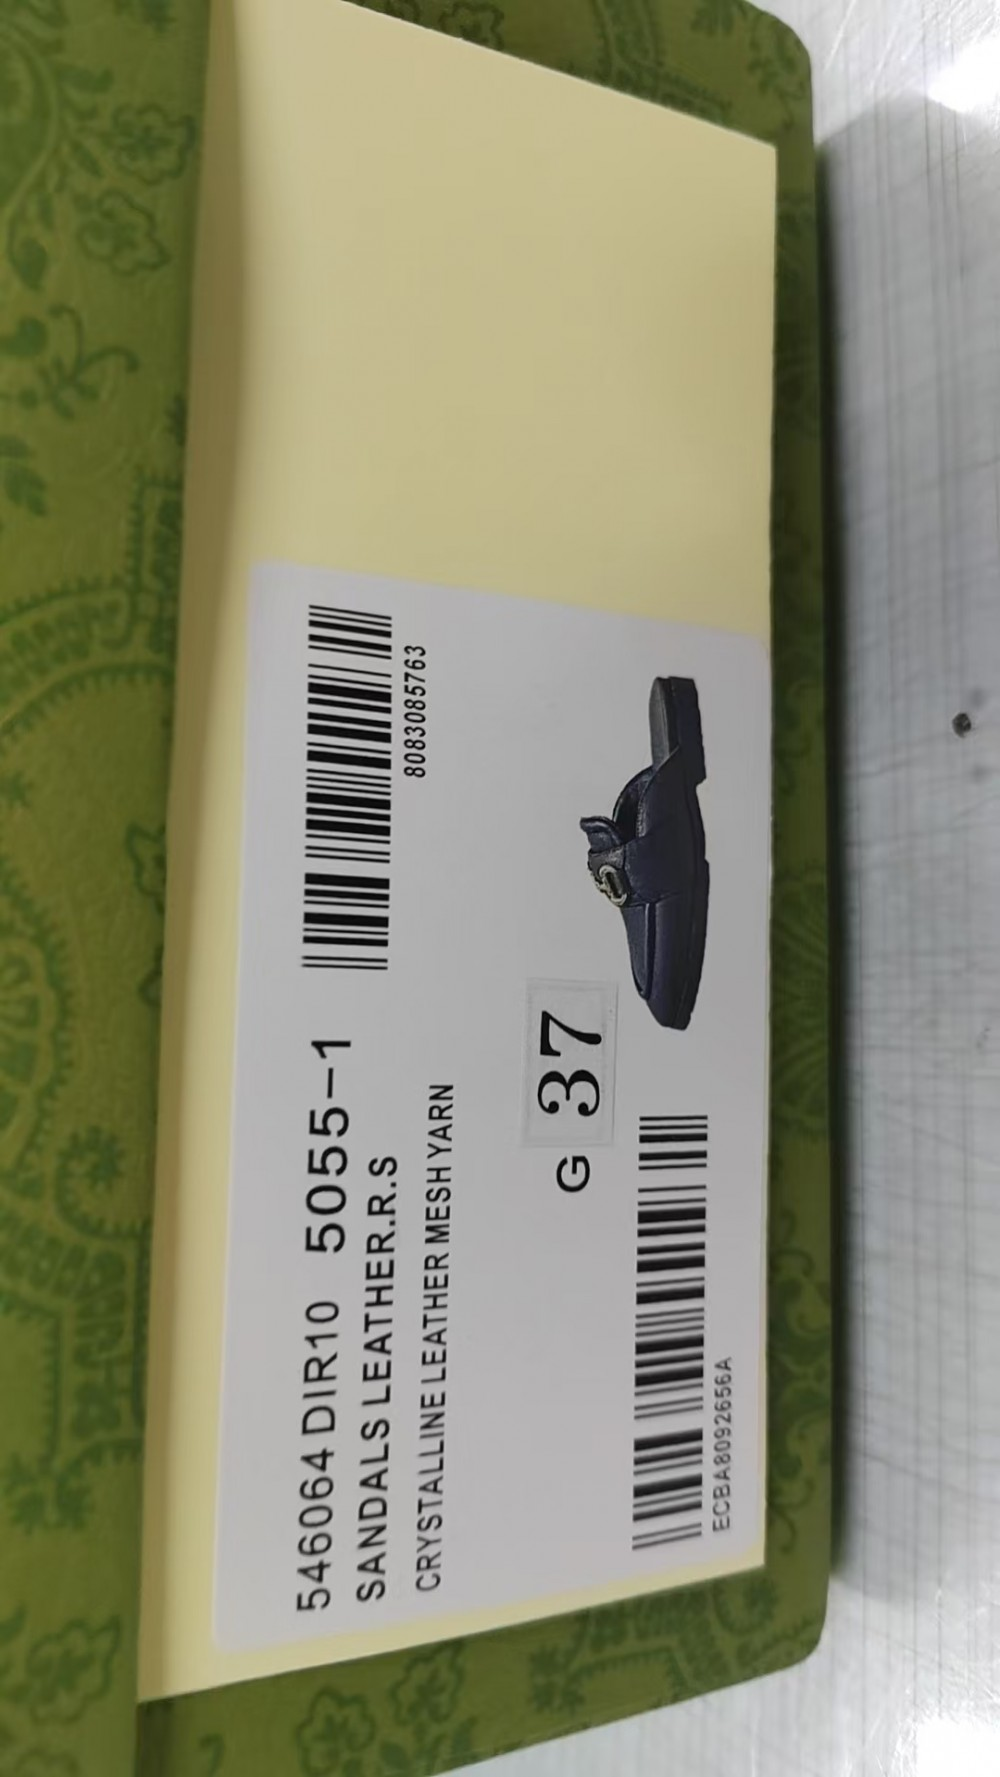 546064 DIR10 5055-1
SANDALS LEATHER.R.S
CRYSTALLINE LEATHER MESH YARN
8083085763
G 37
ECBA8092656A